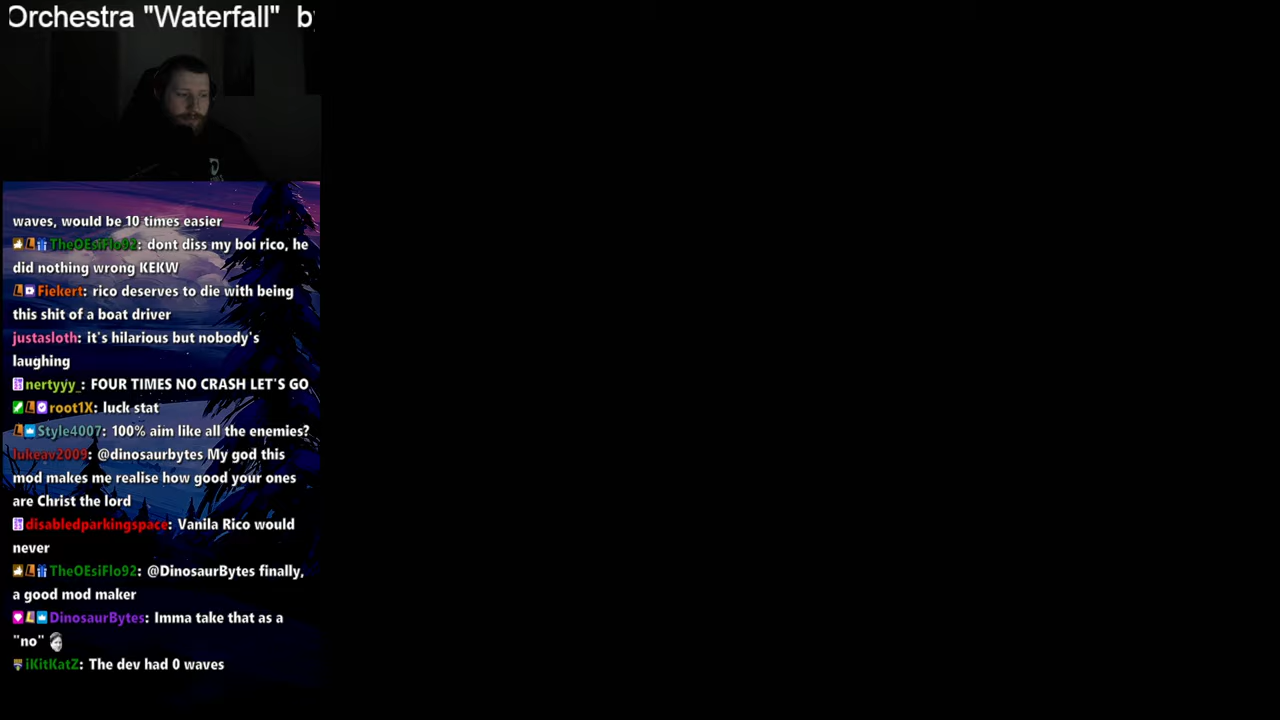 Orchestra "Waterfall" by
waves, would be 10 times easier
TheOEsiFlo92: dont diss my boi rico, he
did nothing wrong KEKW
Fiekert: rico deserves to die with being
this shit of a boat driver
justasloth: it's hilarious but nobody's
laughing
nertyyy_: FOUR TIMES NO CRASH LET'S GO
root1X: luck stat
Style4007: 100% aim like all the enemies?
lukeav2009: @dinosaurbytes My god this
mod makes me realise how good your ones
are Christ the lord
disabledparkingspace: Vanila Rico would
never
TheOEsiFlo92: @DinosaurBytes finally,
a good mod maker
DinosaurBytes: Imma take that as a
"no"
iKitKatZ: The dev had 0 waves